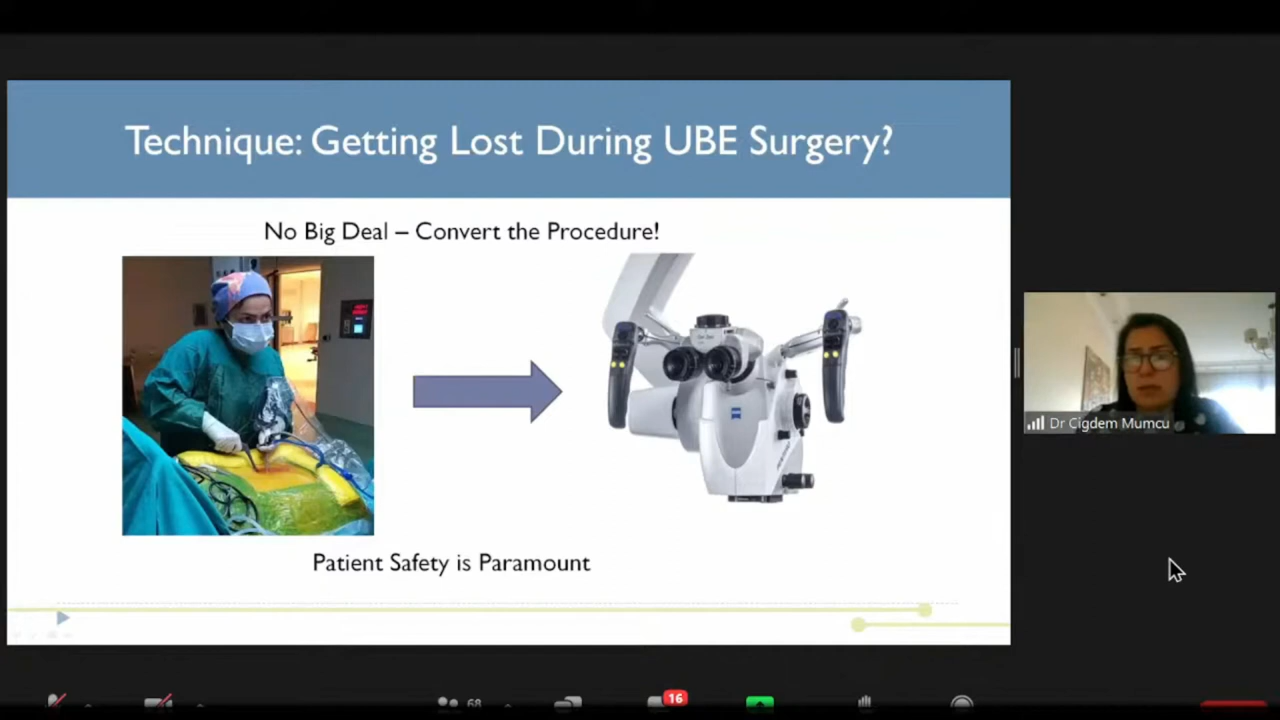 Technique: Getting Lost During UBE Surgery?
No Big Deal – Convert the Procedure!
Patient Safety is Paramount
Dr Cigdem Mumcu
68
16